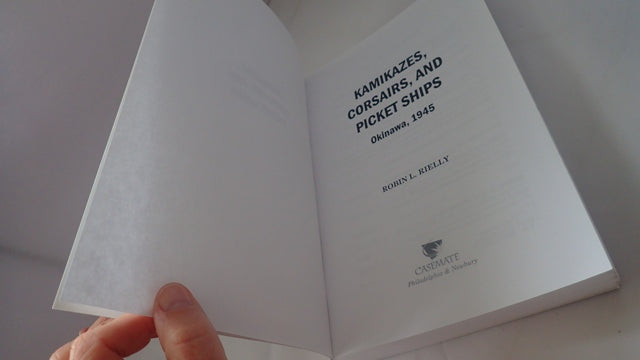 KAMIKAZES,
CORSAIRS, AND
PICKET SHIPS
Okinawa, 1945
ROBIN L. RIELLY
CASEMATE
Philadelphia & Newbury